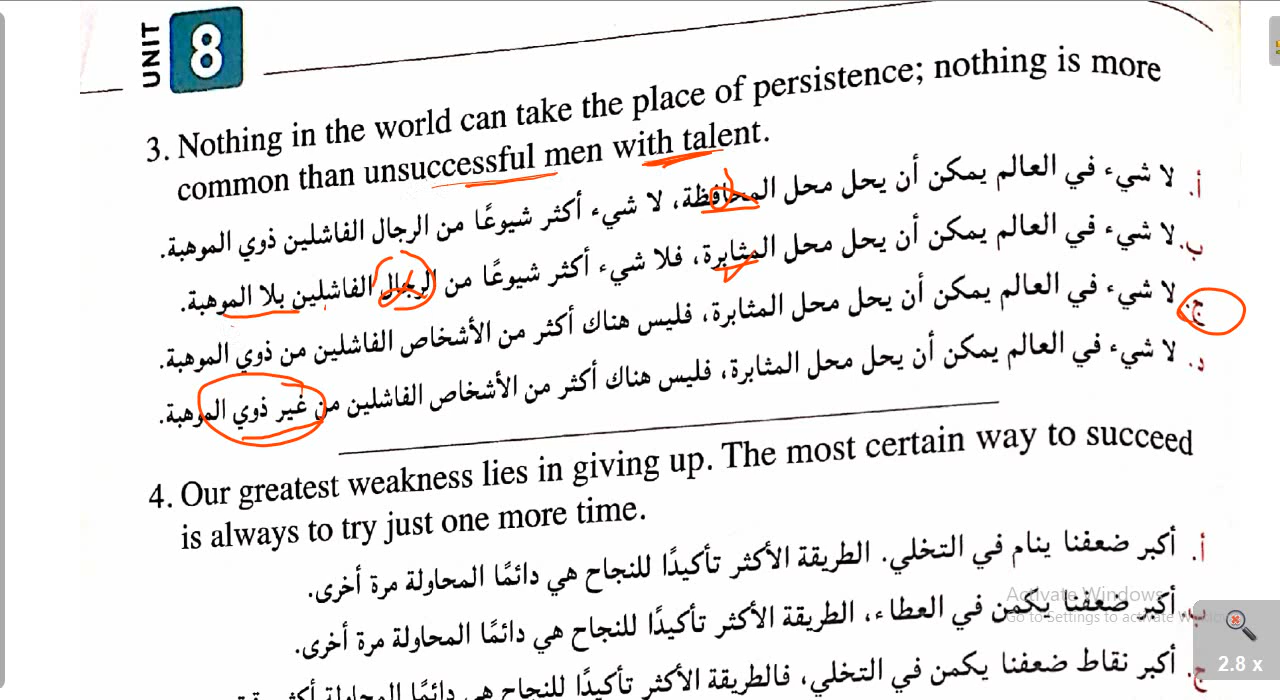 UNIT 8
3. Nothing in the world can take the place of persistence; nothing is more
common than unsuccessful men with talent.
أ. لا شيء في العالم يمكن أن يحل محل المحافظة، لا شيء أكثر شيوعًا من الرجال الفاشلين ذوي الموهبة.
ب. لا شيء في العالم يمكن أن يحل محل المثابرة، فلا شيء أكثر شيوعًا من الرجال الفاشلين بلا الموهبة.
ج. لا شيء في العالم يمكن أن يحل محل المثابرة، فليس هناك أكثر من الأشخاص الفاشلين من ذوي الموهبة.
د. لا شيء في العالم يمكن أن يحل محل المثابرة، فليس هناك أكثر من الأشخاص الفاشلين من غير ذوي الموهبة.
4. Our greatest weakness lies in giving up. The most certain way to succeed
is always to try just one more time.
أ. أكبر ضعفنا ينام في التخلي. الطريقة الأكثر تأكيدًا للنجاح هي دائمًا المحاولة مرة أخرى.
Activate Windows
ب. أكبر ضعفنا يكمن في العطاء، الطريقة الأكثر تأكيدًا للنجاح هي دائمًا المحاولة مرة أخرى.
Go to Settings to activate
ج. أكبر نقاط ضعفنا يكمن في التخلي، فالطريقة الأكثر تأكيدًا للنجاح هي دائمًا المحاولة
2.8 x